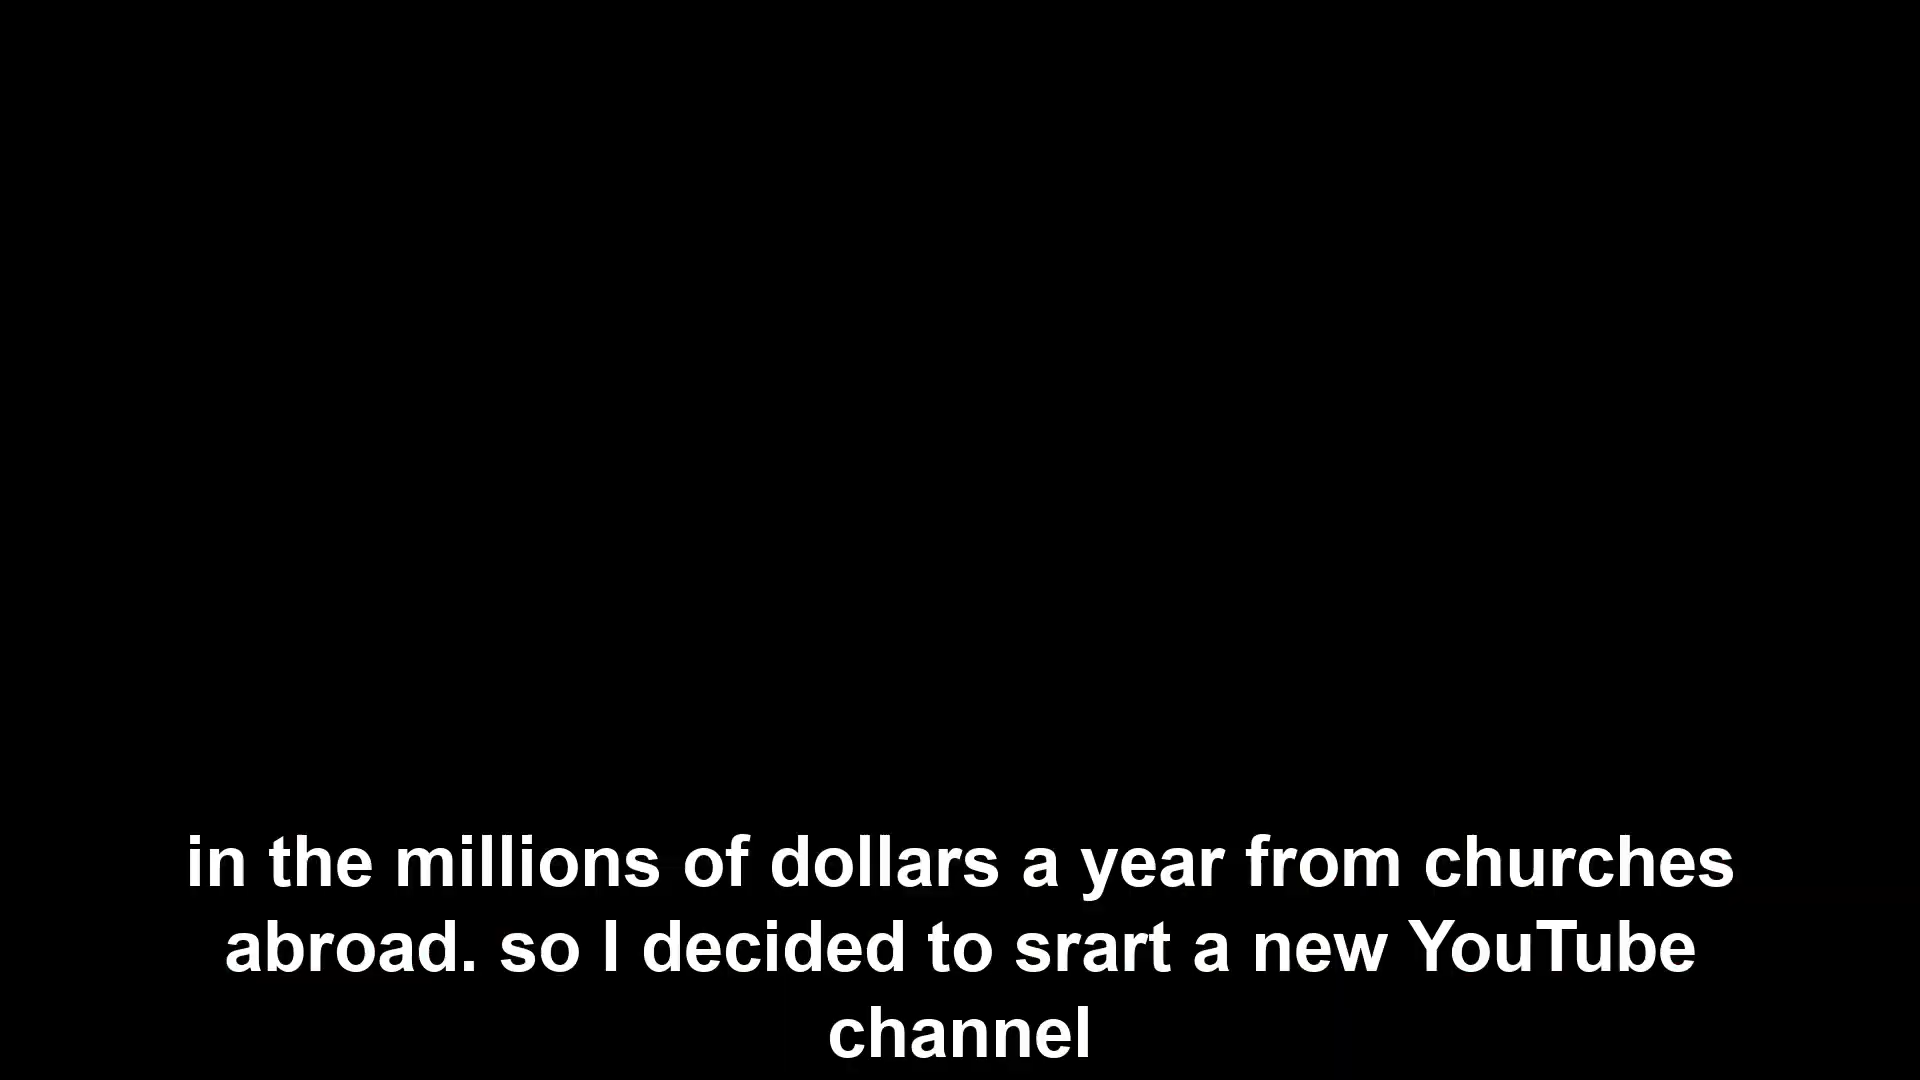 in the millions of dollars a year from churches
abroad. so I decided to srart a new YouTube
channel